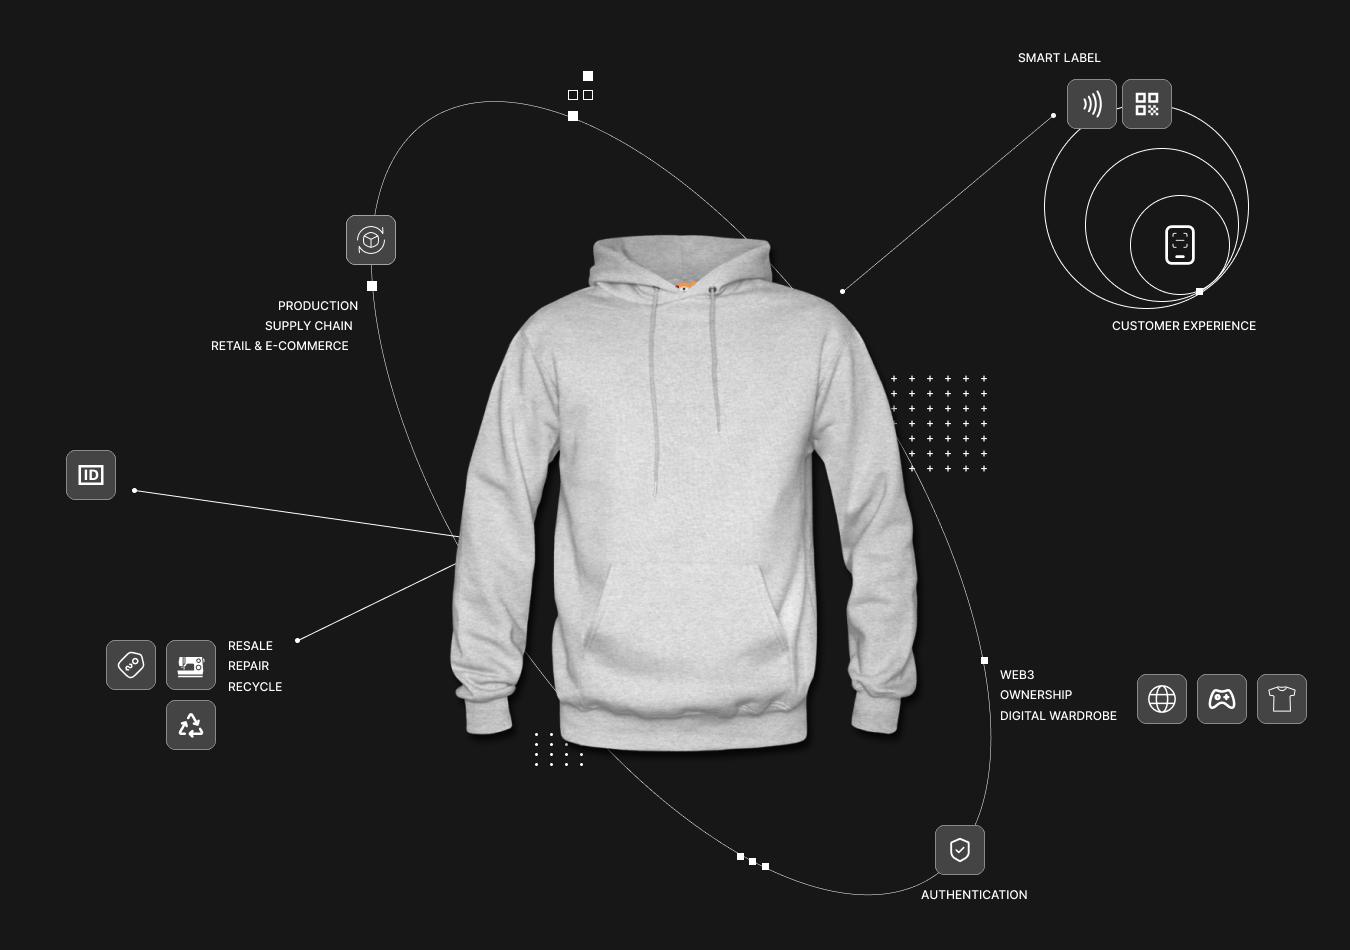 SMART LABEL
PRODUCTION
SUPPLY CHAIN
RETAIL & E-COMMERCE
CUSTOMER EXPERIENCE
ID
RESALE
REPAIR
RECYCLE
WEB3
OWNERSHIP
DIGITAL WARDROBE
AUTHENTICATION